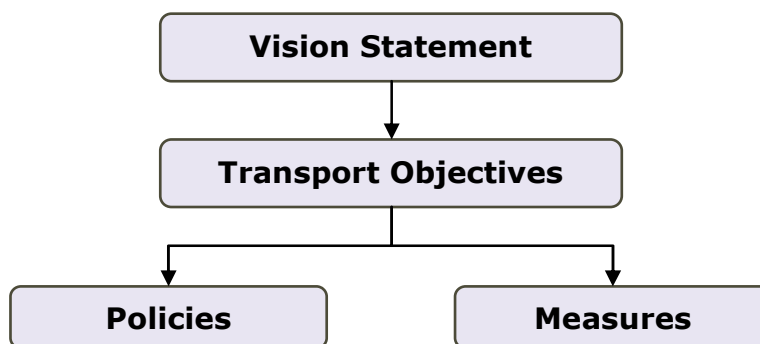 Vision Statement
Transport Objectives
Policies
Measures